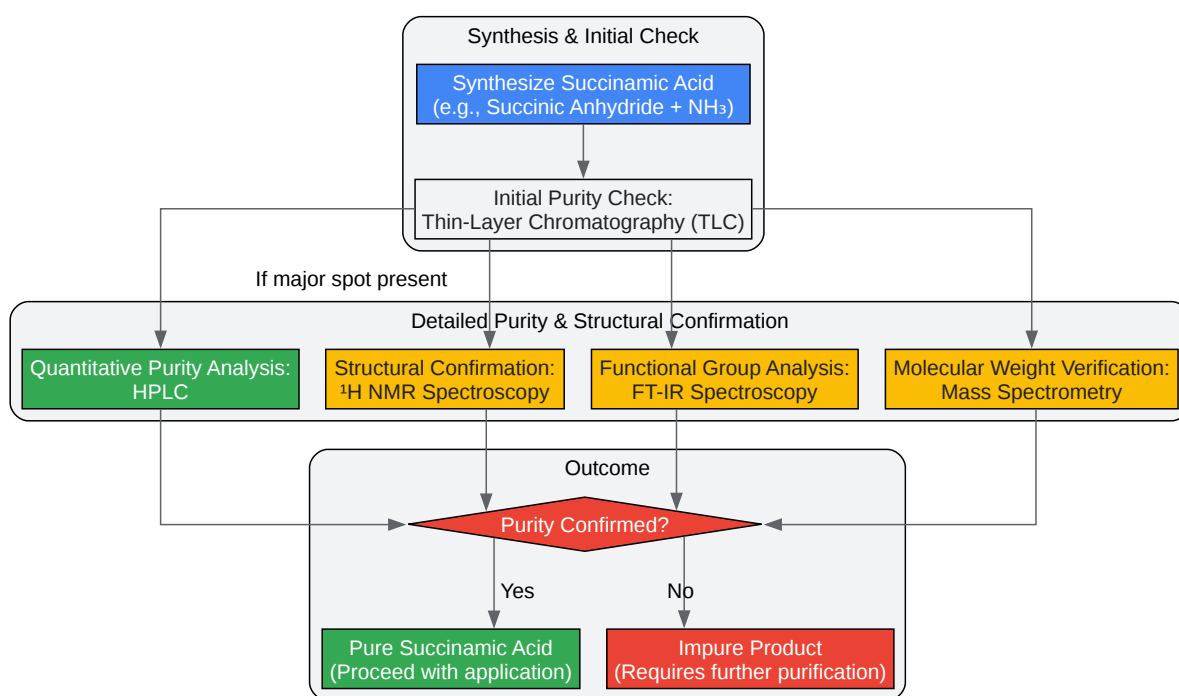 Synthesis & Initial Check
Synthesize Succinamic Acid
(e.g., Succinic Anhydride + NH₃)
Initial Purity Check:
Thin-Layer Chromatography (TLC)
If major spot present
Detailed Purity & Structural Confirmation
Quantitative Purity Analysis:
HPLC
Structural Confirmation:
¹H NMR Spectroscopy
Functional Group Analysis:
FT-IR Spectroscopy
Molecular Weight Verification:
Mass Spectrometry
Outcome
Purity Confirmed?
Yes
No
Pure Succinamic Acid
(Proceed with application)
Impure Product
(Requires further purification)